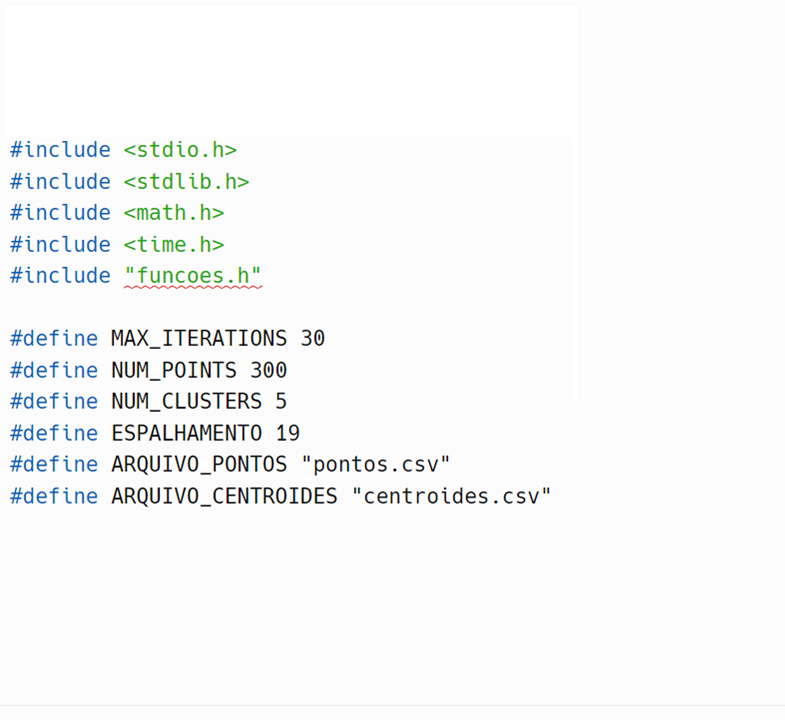 #include <stdio.h>
#include <stdlib.h>
#include <math.h>
#include <time.h>
#include "funcoes.h"
#define MAX_ITERATIONS 30
#define NUM_POINTS 300
#define NUM_CLUSTERS 5
#define ESPALHAMENTO 19
#define ARQUIVO_PONTOS "pontos.csv"
#define ARQUIVO_CENTROIDES "centroides.csv"